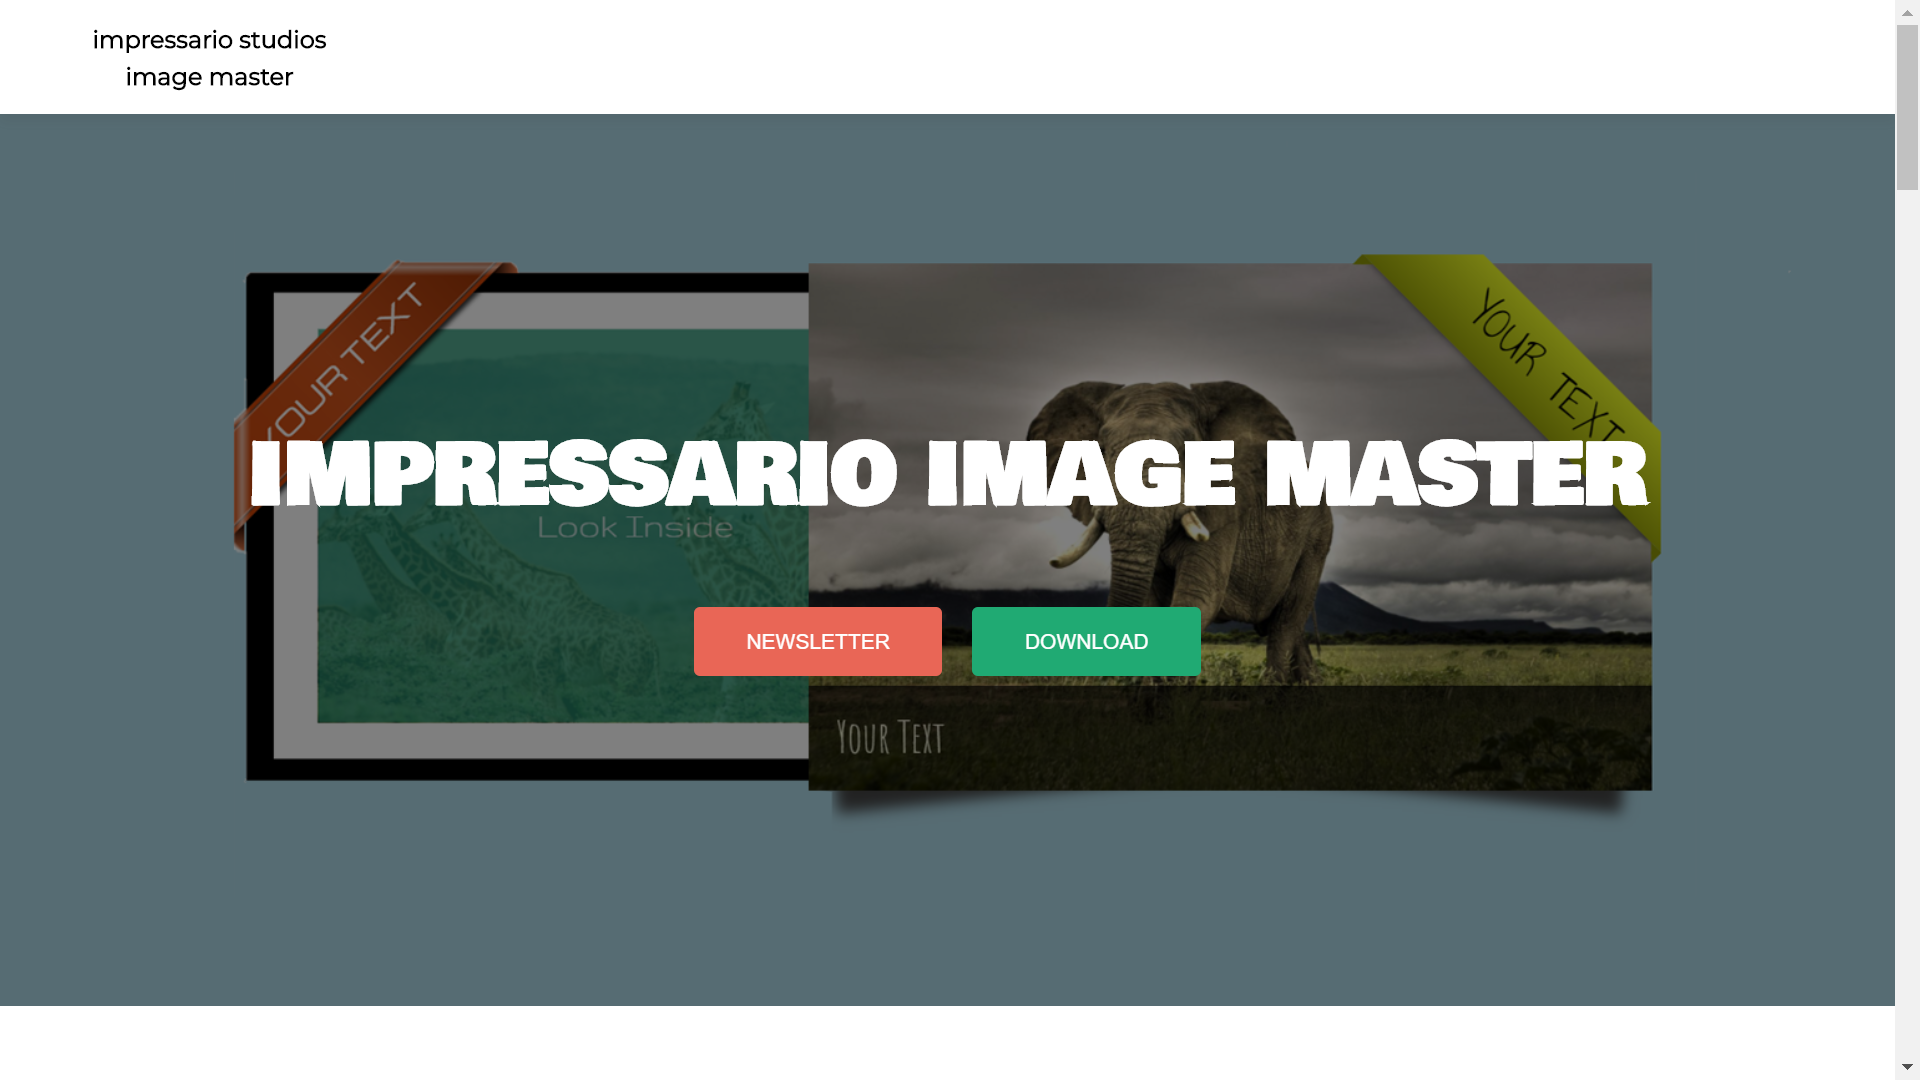 impressario studios
image master
YOUR TEXT
YOUR TEXT
IMPRESSARIO IMAGE MASTER
Look Inside
NEWSLETTER
DOWNLOAD
Your Text